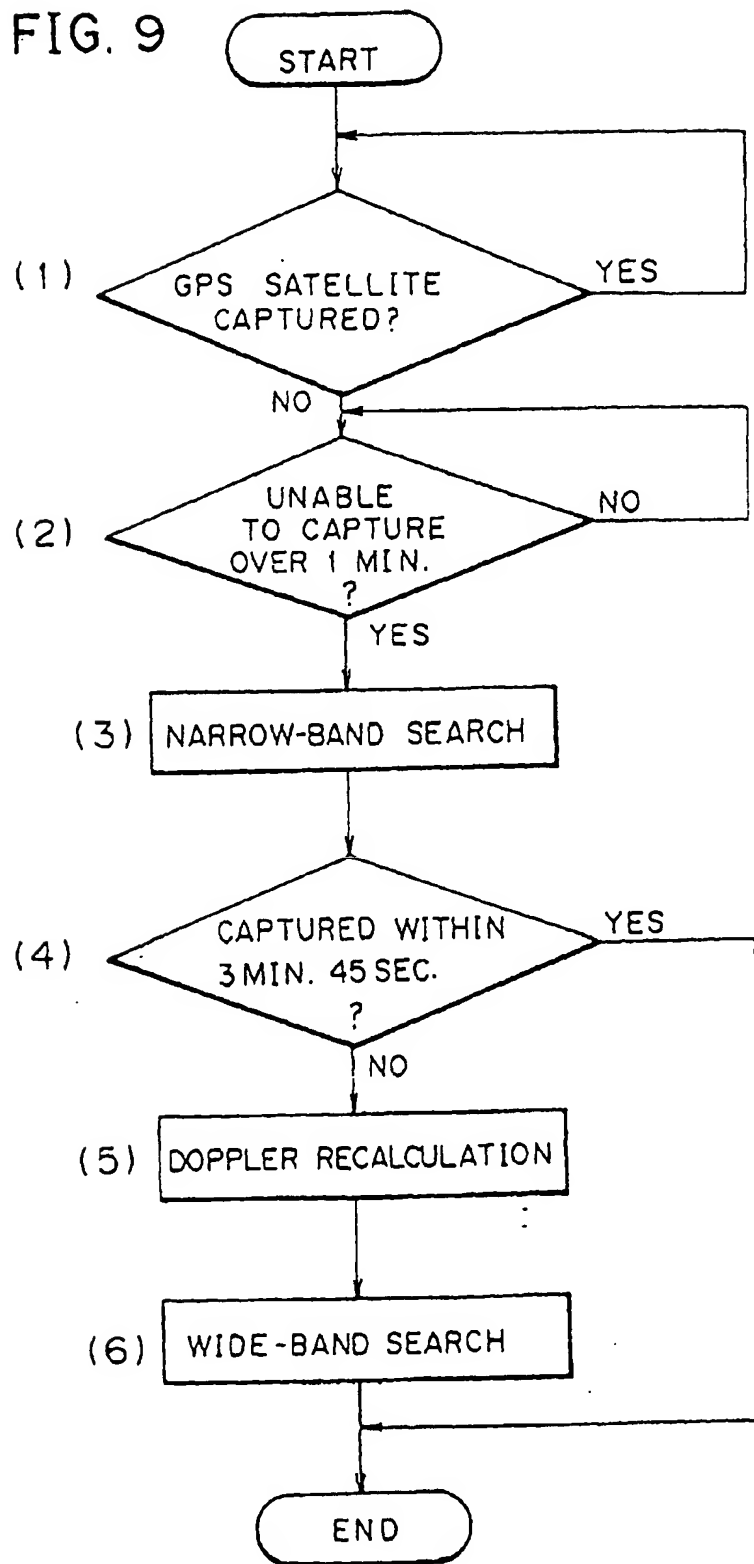 FIG. 9
START
(1)
GPS SATELLITE
CAPTURED?
YES
NO
(2)
UNABLE
TO CAPTURE
OVER 1 MIN.
?
NO
YES
(3)
NARROW-BAND SEARCH
(4)
CAPTURED WITHIN
3 MIN. 45 SEC.
?
YES
NO
(5)
DOPPLER RECALCULATION
(6)
WIDE-BAND SEARCH
END